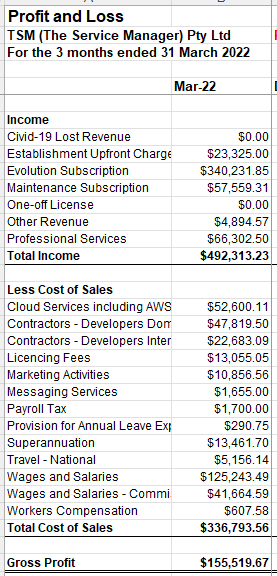 Profit and Loss
TSM (The Service Manager) Pty Ltd
For the 3 months ended 31 March 2022
Mar-22
Income
Civid-19 Lost Revenue $0.00
Establishment Upfront Charge $23,325.00
Evolution Subscription $340,231.85
Maintenance Subscription $57,559.31
One-off License $0.00
Other Revenue $4,894.57
Professional Services $66,302.50
Total Income $492,313.23
Less Cost of Sales
Cloud Services including AWS $52,600.11
Contractors - Developers Dom $47,819.50
Contractors - Developers Inter $22,683.09
Licencing Fees $13,055.05
Marketing Activities $10,856.56
Messaging Services $1,655.00
Payroll Tax $1,700.00
Provision for Annual Leave Exp $290.75
Superannuation $13,461.70
Travel - National $5,156.14
Wages and Salaries $125,243.49
Wages and Salaries - Commi $41,664.59
Workers Compensation $607.58
Total Cost of Sales $336,793.56
Gross Profit $155,519.67